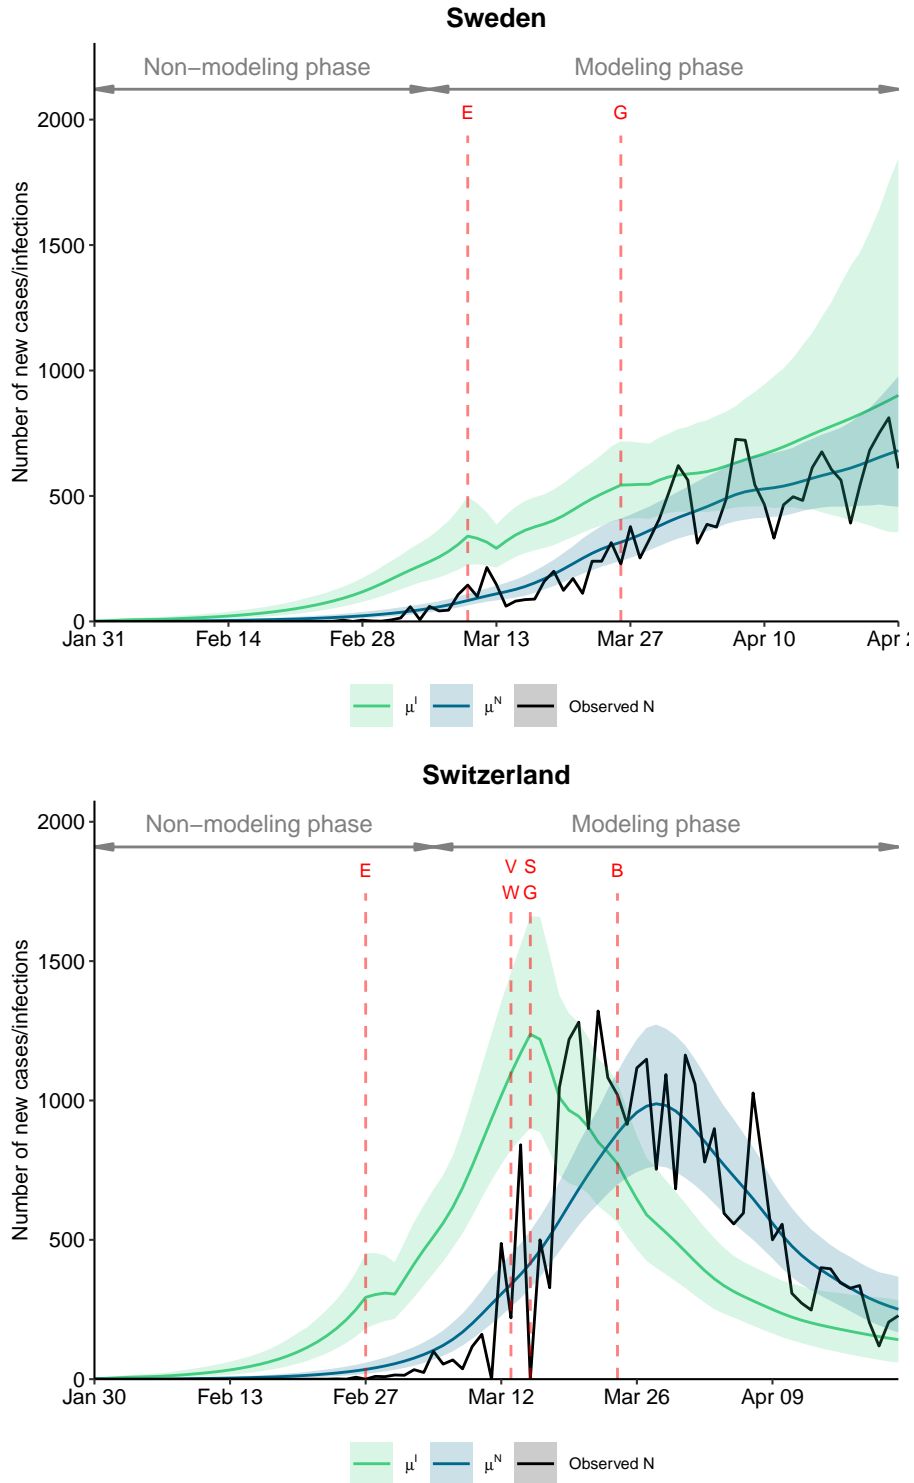 Sweden
Non−modeling phase
Modeling phase
E
G
Number of new cases/infections
2000
1500
1000
500
0
Jan 31
Feb 14
Feb 28
Mar 13
Mar 27
Apr 10
Apr 2
μI
μN
Observed N
Switzerland
Non−modeling phase
Modeling phase
E
V
W
S
G
B
Number of new cases/infections
2000
1500
1000
500
0
Jan 30
Feb 13
Feb 27
Mar 12
Mar 26
Apr 09
μI
μN
Observed N